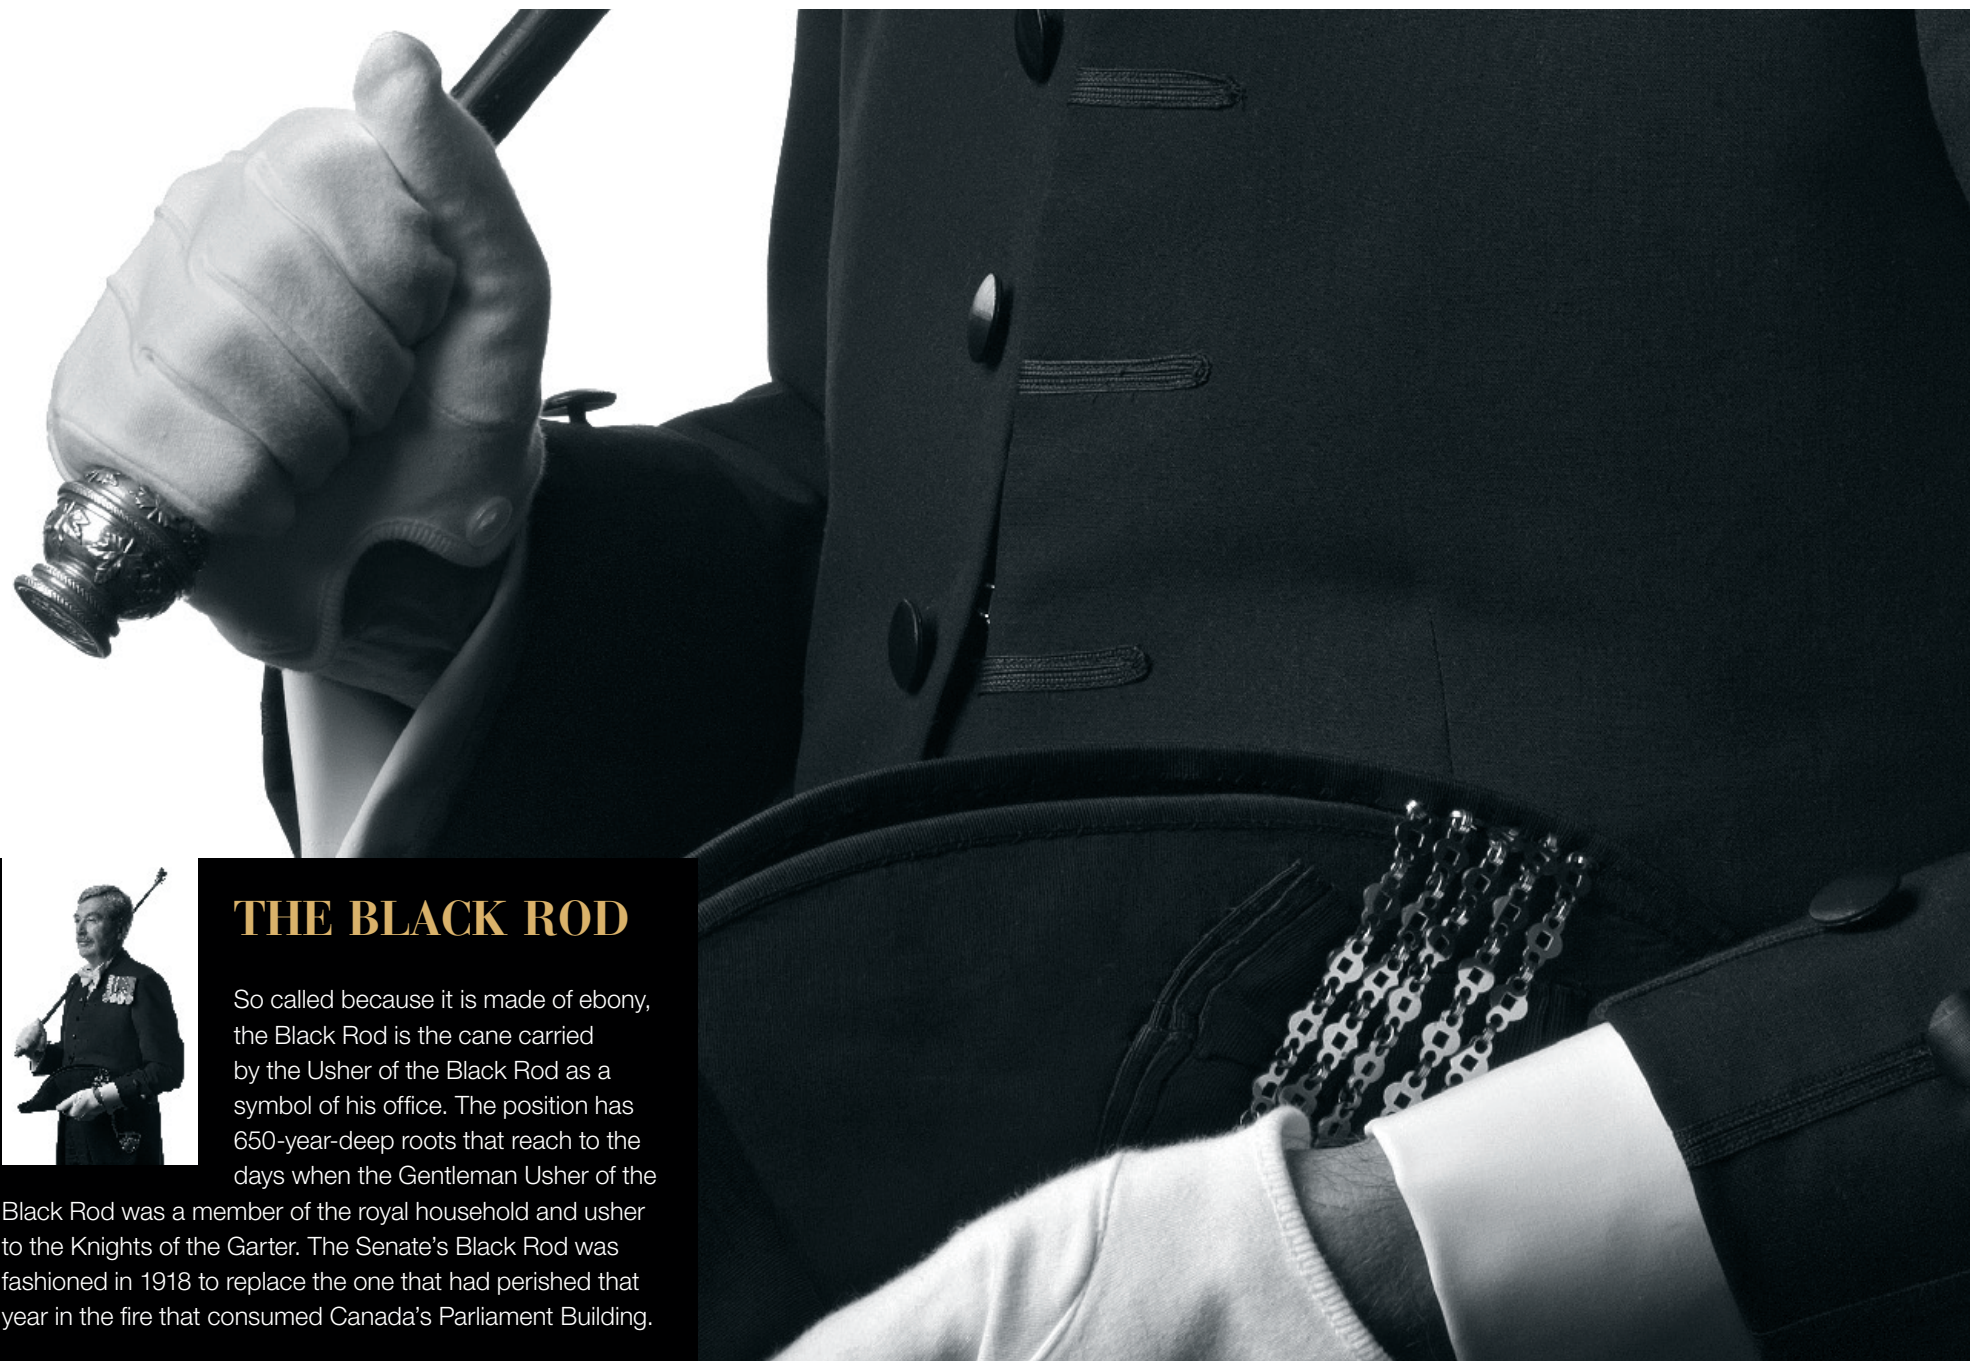 THE BLACK ROD
So called because it is made of ebony,
the Black Rod is the cane carried
by the Usher of the Black Rod as a
symbol of his office. The position has
650-year-deep roots that reach to the
days when the Gentleman Usher of the
Black Rod was a member of the royal household and usher
to the Knights of the Garter. The Senate’s Black Rod was
fashioned in 1918 to replace the one that had perished that
year in the fire that consumed Canada’s Parliament Building.